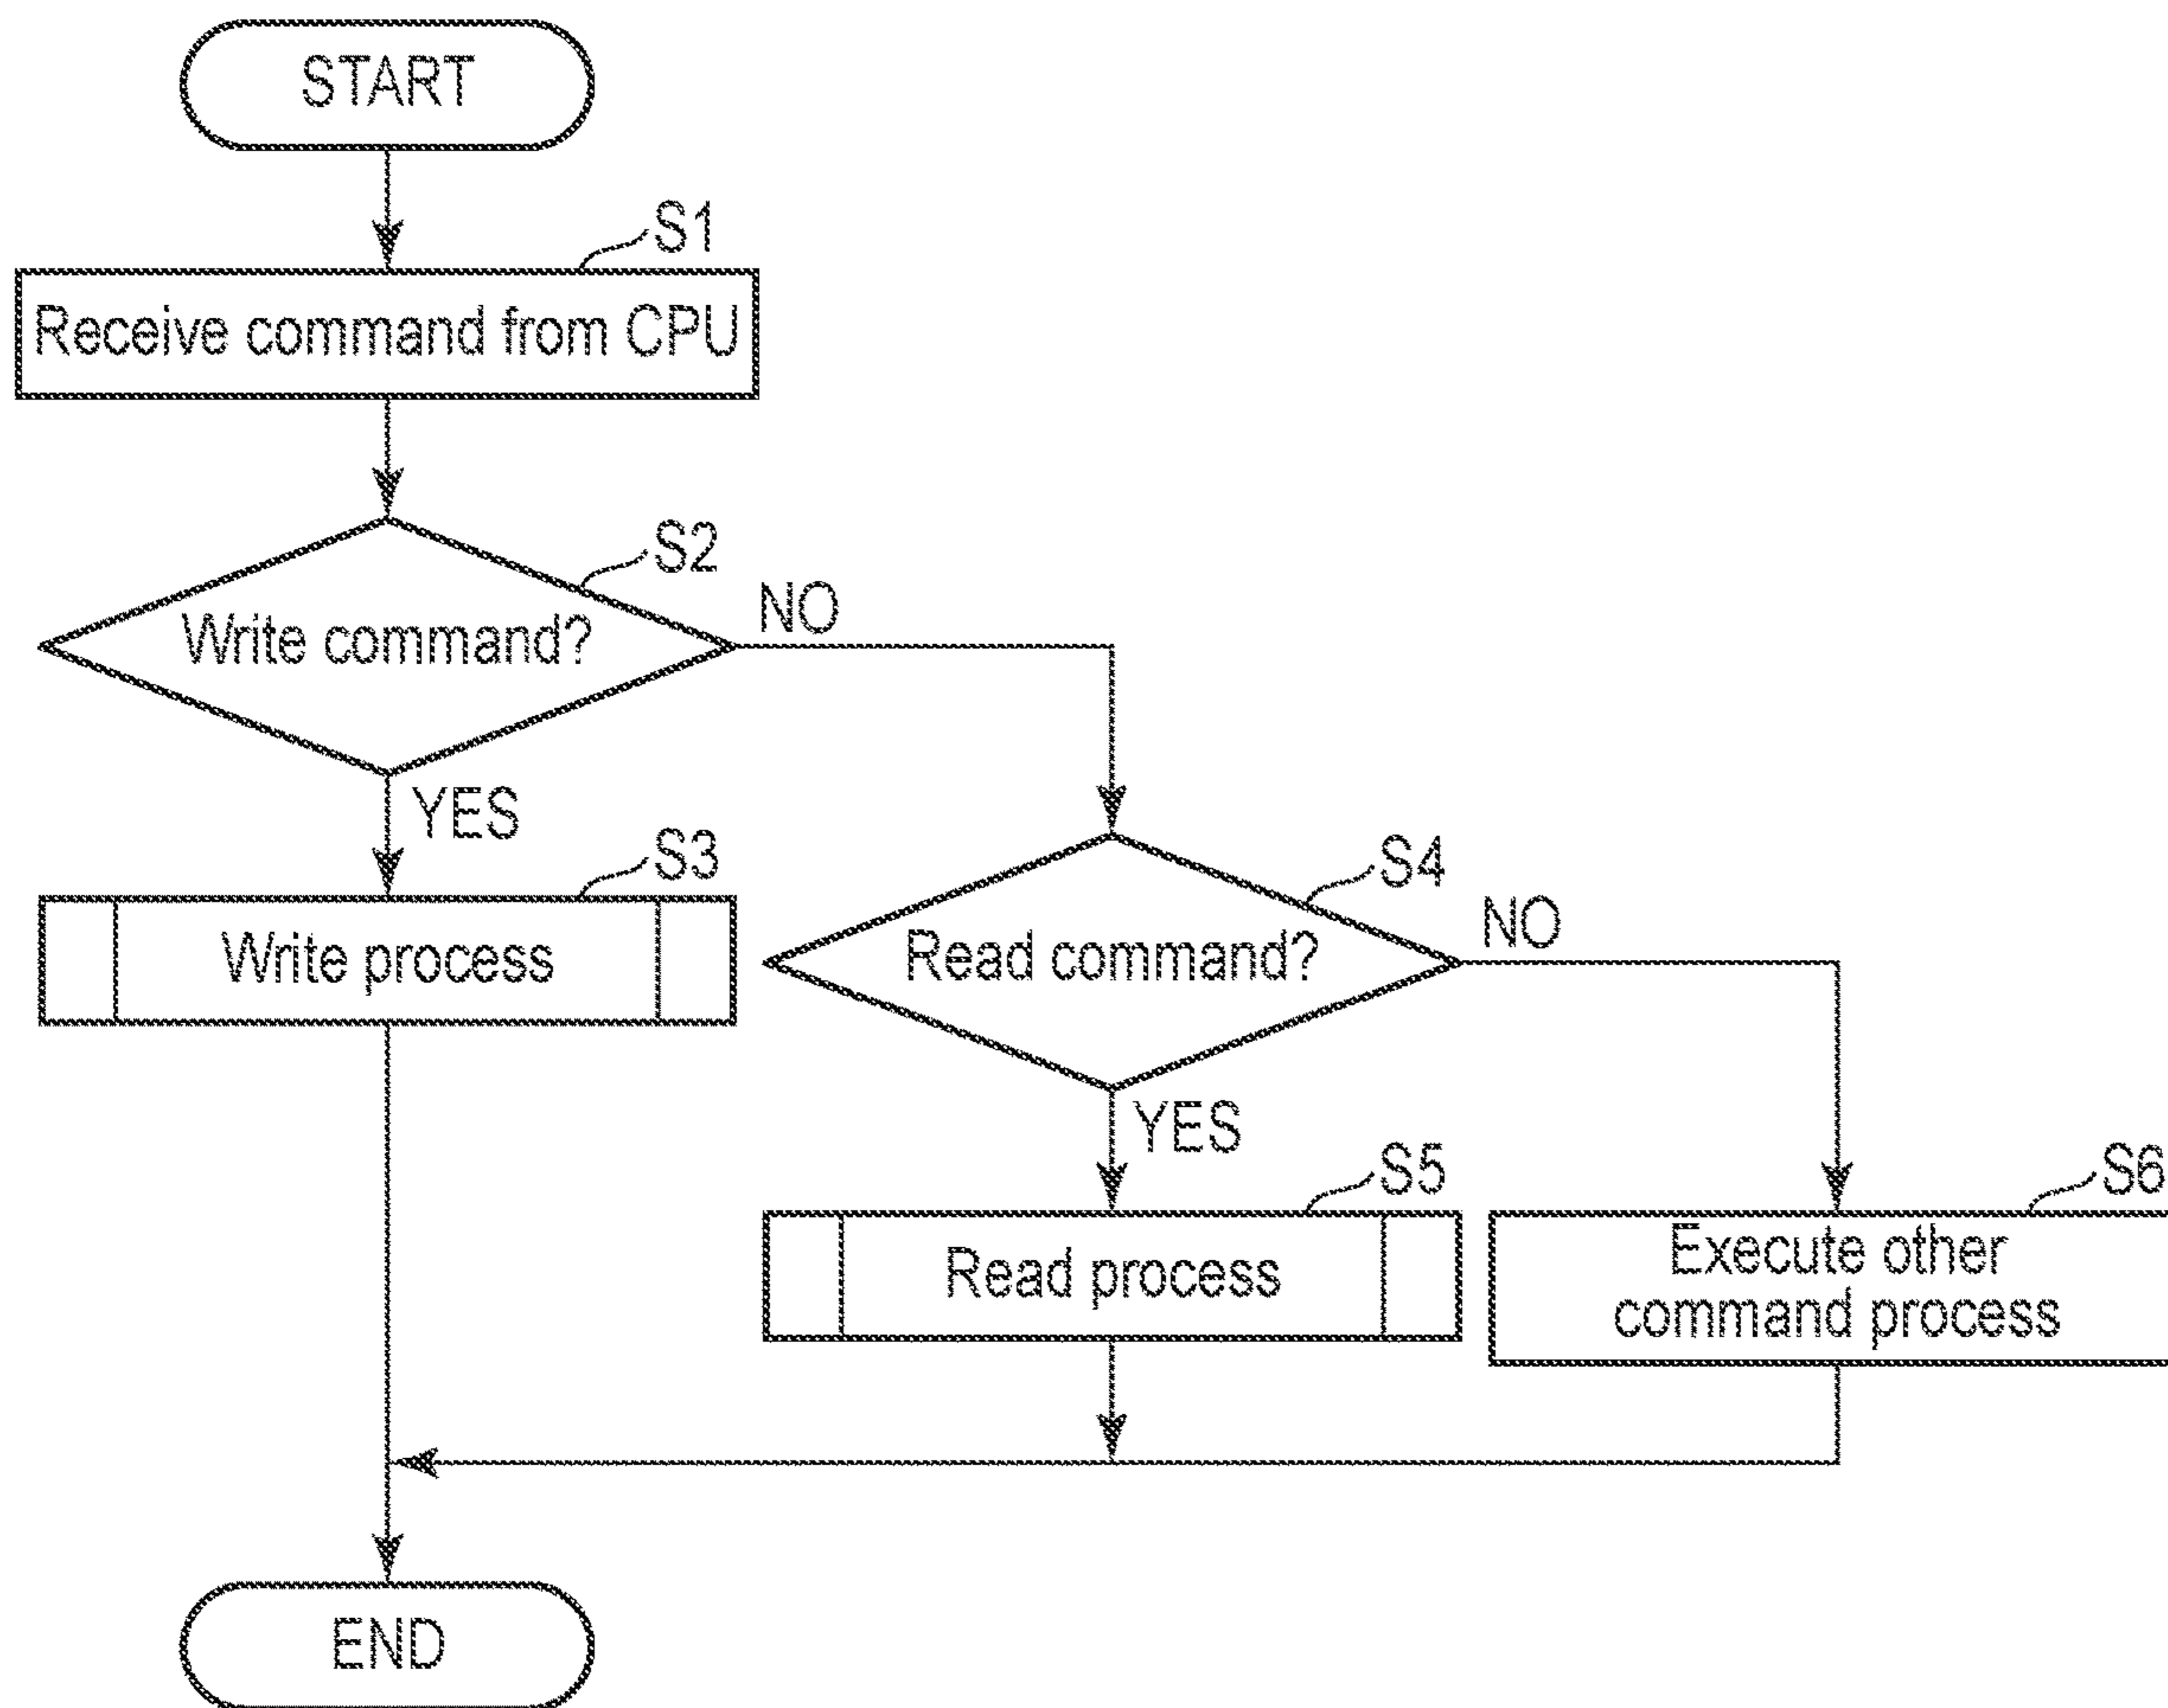 START
S1
Receive command from CPU
S2
Write command?
NO
YES
S3
Write process
S4
Read command?
NO
YES
S5
Read process
S6
Execute other
command process
END